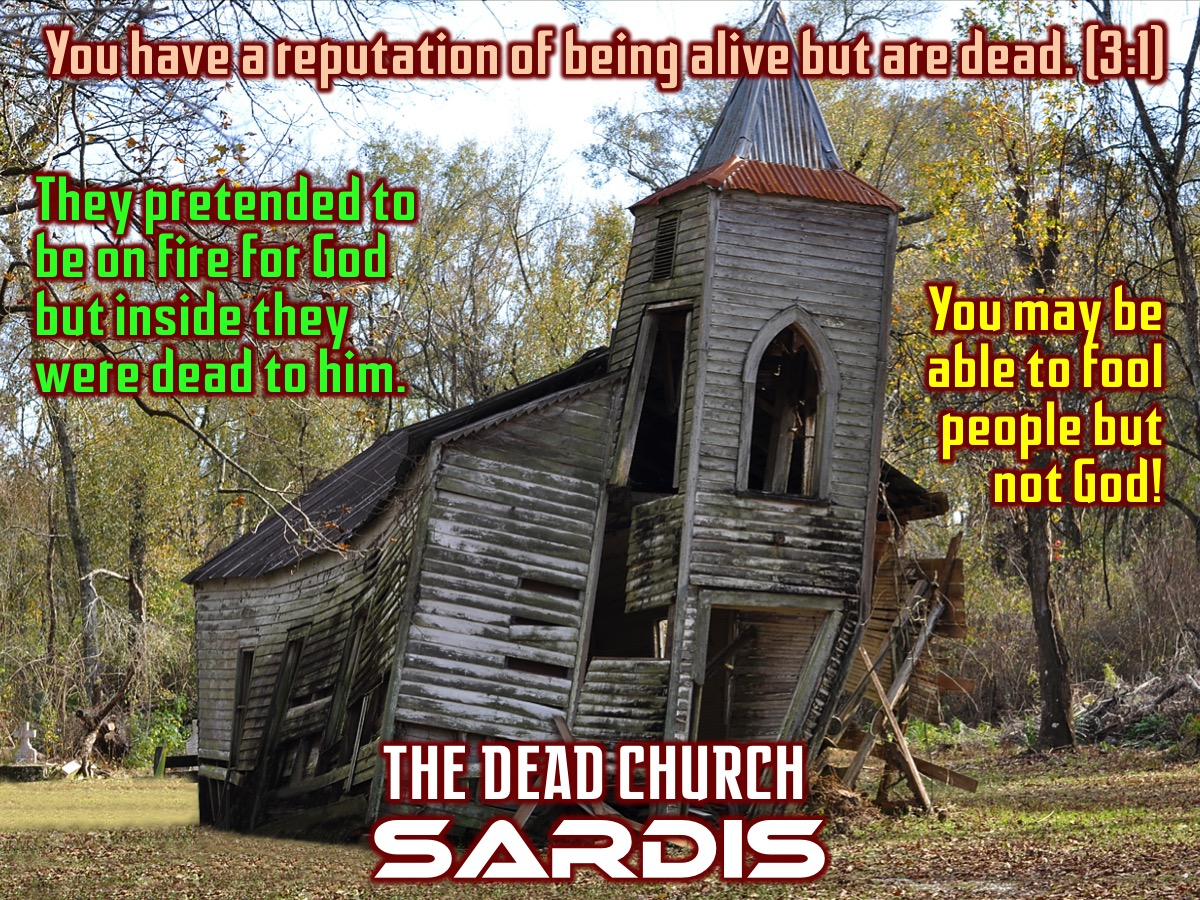 You have a reputation of being alive but are dead. (3:1)
They pretended to
be on fire for God
but inside they
were dead to him.
You may be
able to fool
people but
not God!
THE DEAD CHURCH
SARDIS